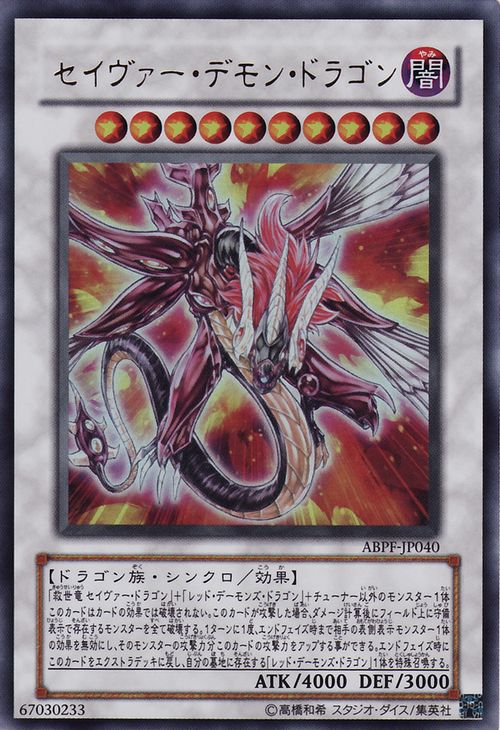 セイヴァー・デモン・ドラゴン
闇
やみ
ABPF-JP040
【ドラゴン族・シンクロ／効果】
「救世竜 セイヴァー・ドラゴン」+「レッド・デーモンズ・ドラゴン」+チューナー以外のモンスター1体
このカードはカードの効果では破壊されない。このカードが攻撃した場合、ダメージ計算後にフィールド上に守備
表示で存在するモンスターを全て破壊する。1ターンに1度、エンドフェイズ時まで相手の表側表示モンスター1体
の効果を無効にし、そのモンスターの攻撃力分このカードの攻撃力をアップする事ができる。エンドフェイズ時に
このカードをエクストラデッキに戻し、自分の墓地に存在する「レッド・デーモンズ・ドラゴン」1体を特殊召喚する。
ATK/4000 DEF/3000
67030233
©高橋和希 スタジオ・ダイス/集英社